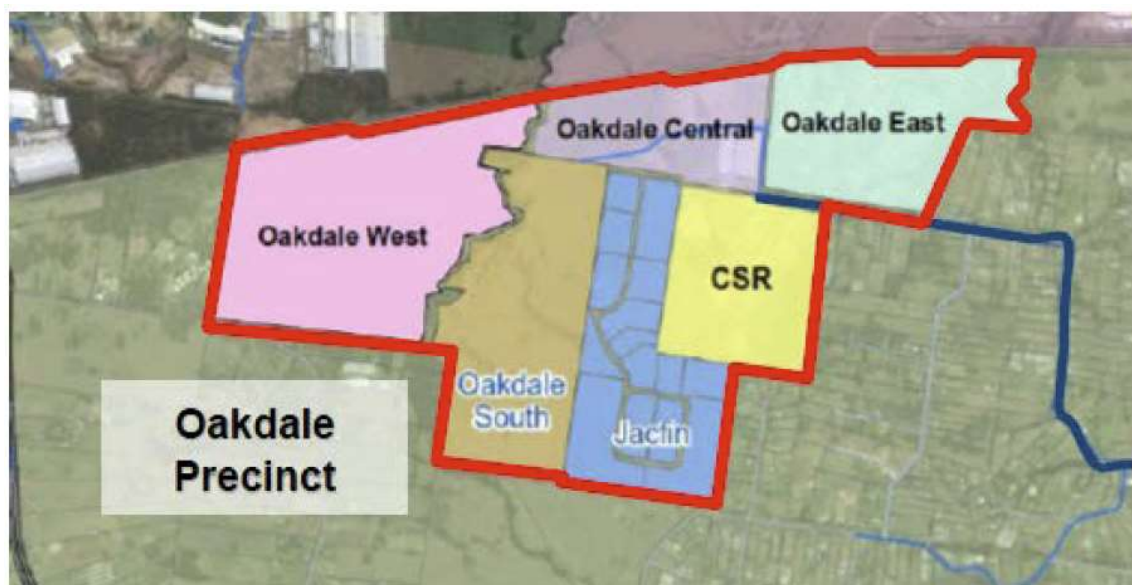 Oakdale Central
Oakdale East
Oakdale West
CSR
Oakdale
South
Jacfin
Oakdale
Precinct